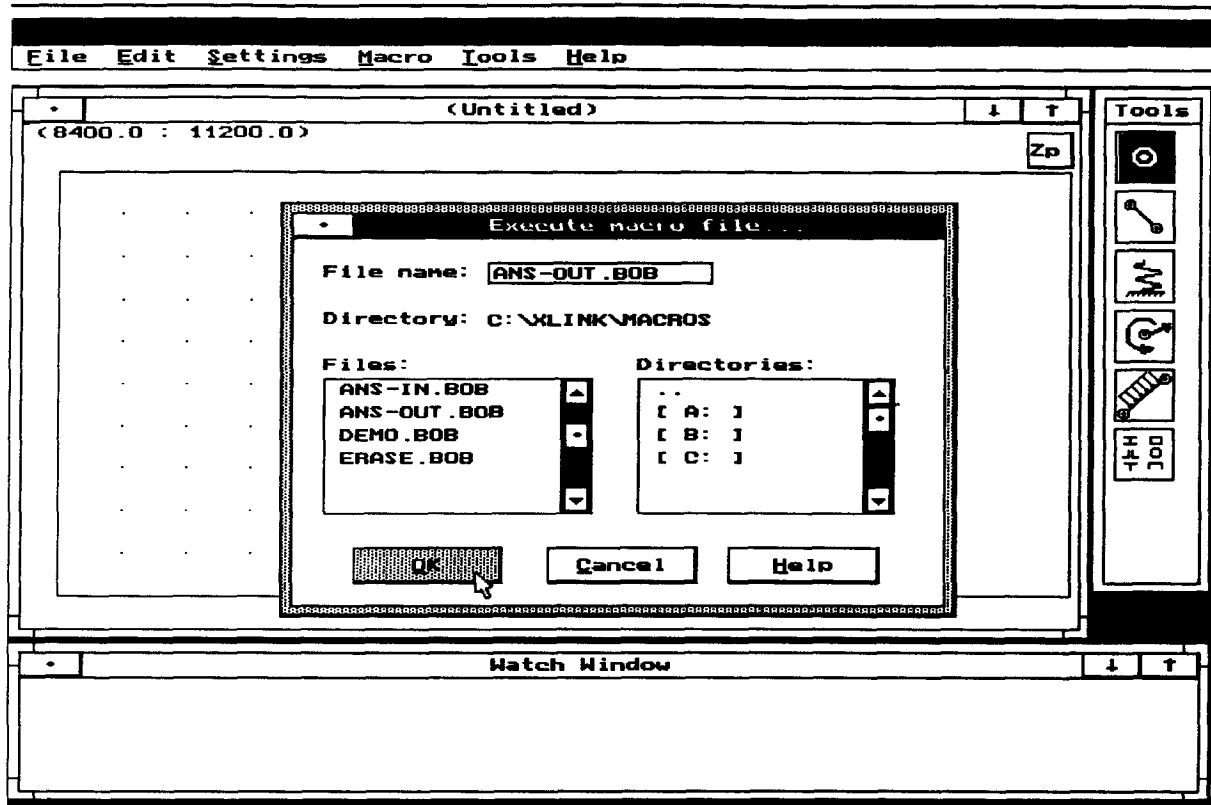 File Edit Settings Macro Tools Help
(Untitled)
(8400.0 : 11200.0)
Zp
Tools
Execute macro file...
File name: ANS-OUT.BOB
Directory: C:\XLINK\MACROS
Files: Directories:
ANS-IN.BOB ..
ANS-OUT.BOB [ A: ]
DEMO.BOB [ B: ]
ERASE.BOB [ C: ]
OK Cancel Help
Watch Window